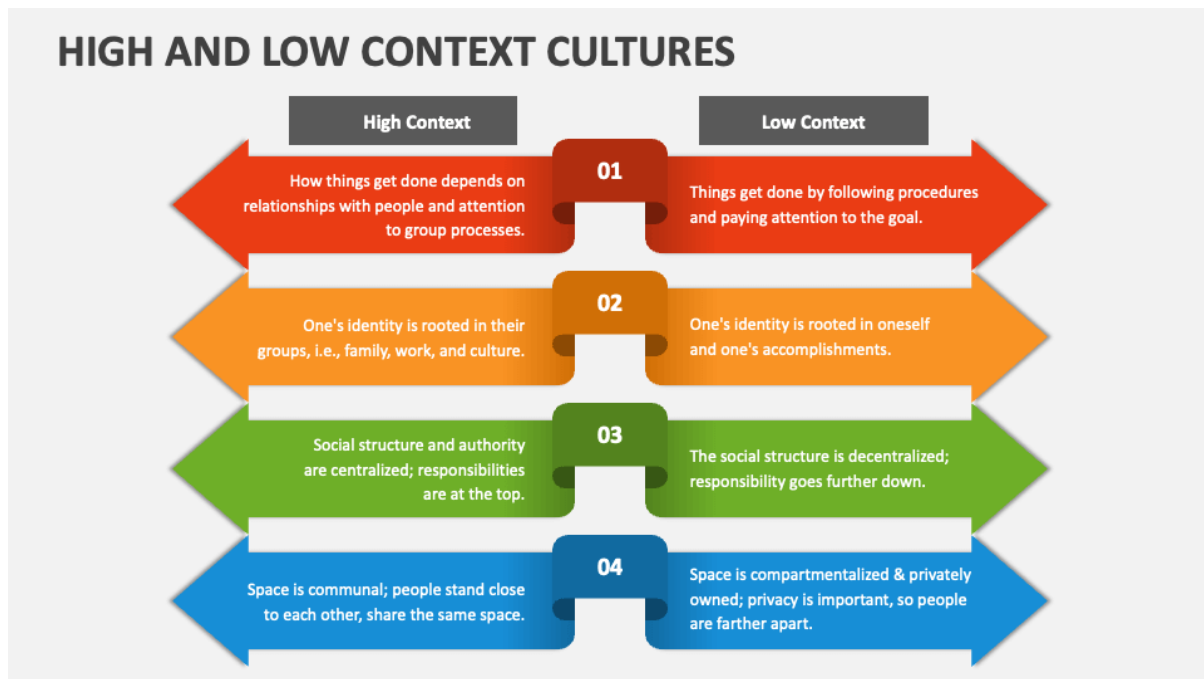 HIGH AND LOW CONTEXT CULTURES
High Context
Low Context
01
How things get done depends on
relationships with people and attention
to group processes.
Things get done by following procedures
and paying attention to the goal.
02
One's identity is rooted in their
groups, i.e., family, work, and culture.
One's identity is rooted in oneself
and one's accomplishments.
03
Social structure and authority
are centralized; responsibilities
are at the top.
The social structure is decentralized;
responsibility goes further down.
04
Space is communal; people stand close
to each other, share the same space.
Space is compartmentalized & privately
owned; privacy is important, so people
are farther apart.